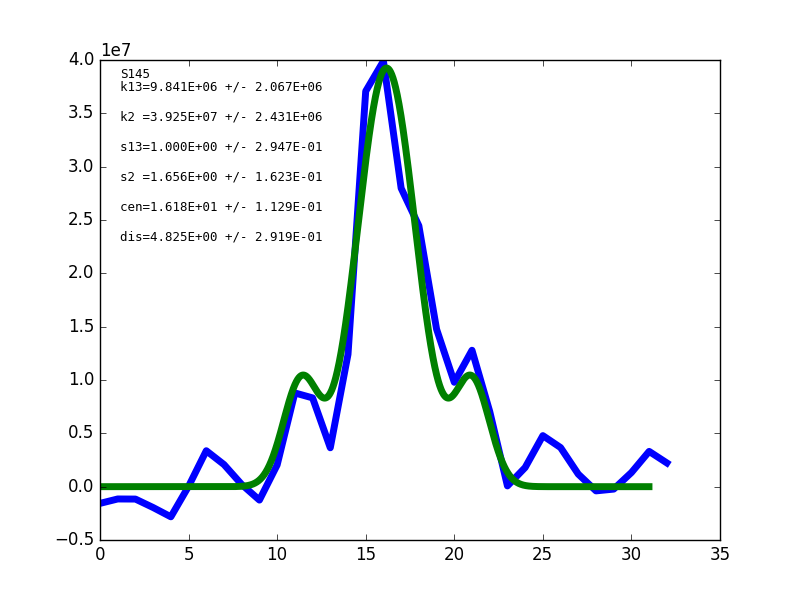 1e7
4.0
3.5
3.0
2.5
2.0
1.5
1.0
0.5
0.0
−0.5
S145
k13=9.841E+06 +/- 2.067E+06
k2 =3.925E+07 +/- 2.431E+06
s13=1.000E+00 +/- 2.947E-01
s2 =1.656E+00 +/- 1.623E-01
cen=1.618E+01 +/- 1.129E-01
dis=4.825E+00 +/- 2.919E-01
0 5 10 15 20 25 30 35